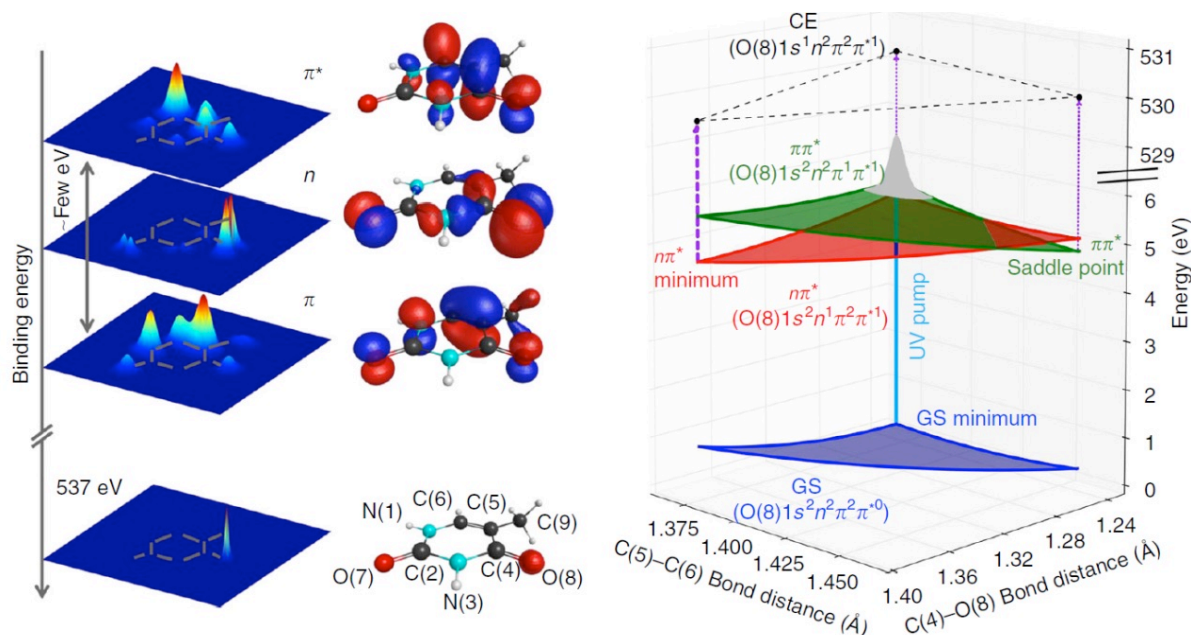 Binding energy
~Few eV
π*
n
π
537 eV
N(1)
C(6)
C(5)
C(9)
O(7)
C(2)
N(3)
C(4)
O(8)
CE
(O(8)1s¹n²π²π*¹)
ππ*
(O(8)1s²n²π¹π*¹)
nπ*
minimum
nπ*
(O(8)1s²n¹π²π*¹)
ππ*
Saddle point
UV pump
GS minimum
GS
(O(8)1s²n²π²π*⁰)
531
530
529
6
5
4
3
2
1
0
Energy (eV)
1.375
1.400
1.425
1.450
C(5)–C(6) Bond distance (Å)
1.40
1.36
1.32
1.28
1.24
C(4)–O(8) Bond distance (Å)